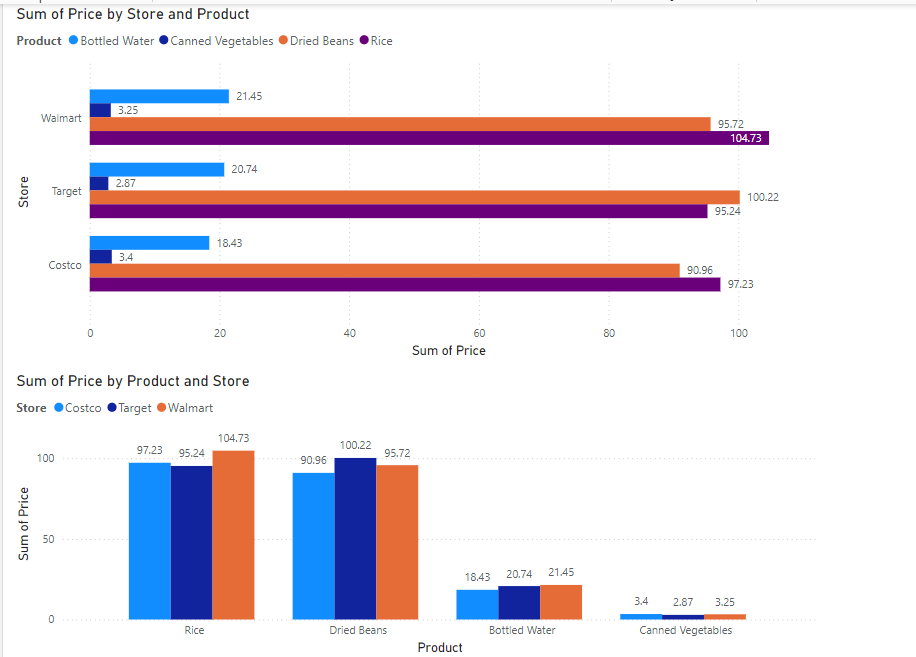 Sum of Price by Store and Product
Product Bottled Water Canned Vegetables Dried Beans Rice
21.45
3.25
Walmart
95.72
104.73
20.74
2.87
Target
100.22
95.24
18.43
3.4
Costco
90.96
97.23
Store
0 20 40 60 80 100
Sum of Price
Sum of Price by Product and Store
Store Costco Target Walmart
97.23 95.24 104.73
90.96 100.22 95.72
18.43 20.74 21.45
3.4 2.87 3.25
100
50
0
Sum of Price
Rice Dried Beans Bottled Water Canned Vegetables
Product